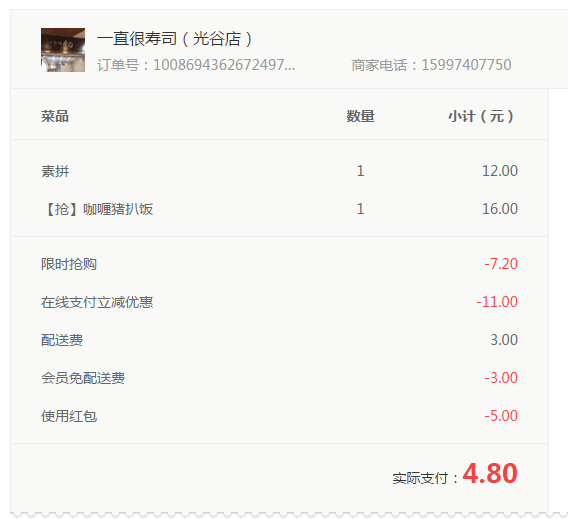 一直很寿司（光谷店）
订单号：1008694362672497... 商家电话：15997407750
菜品 数量 小计（元）
素拼 1 12.00
【抢】咖喱猪扒饭 1 16.00
限时抢购 -7.20
在线支付立减优惠 -11.00
配送费 3.00
会员免配送费 -3.00
使用红包 -5.00
实际支付：4.80